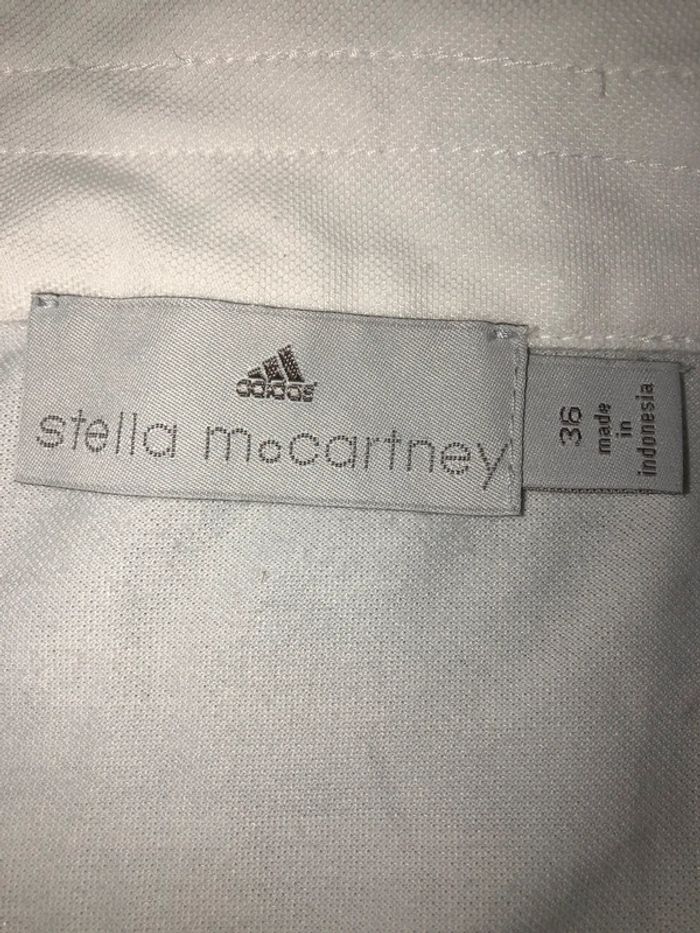 adidas
stella mccartney
36
made
in
indonesia